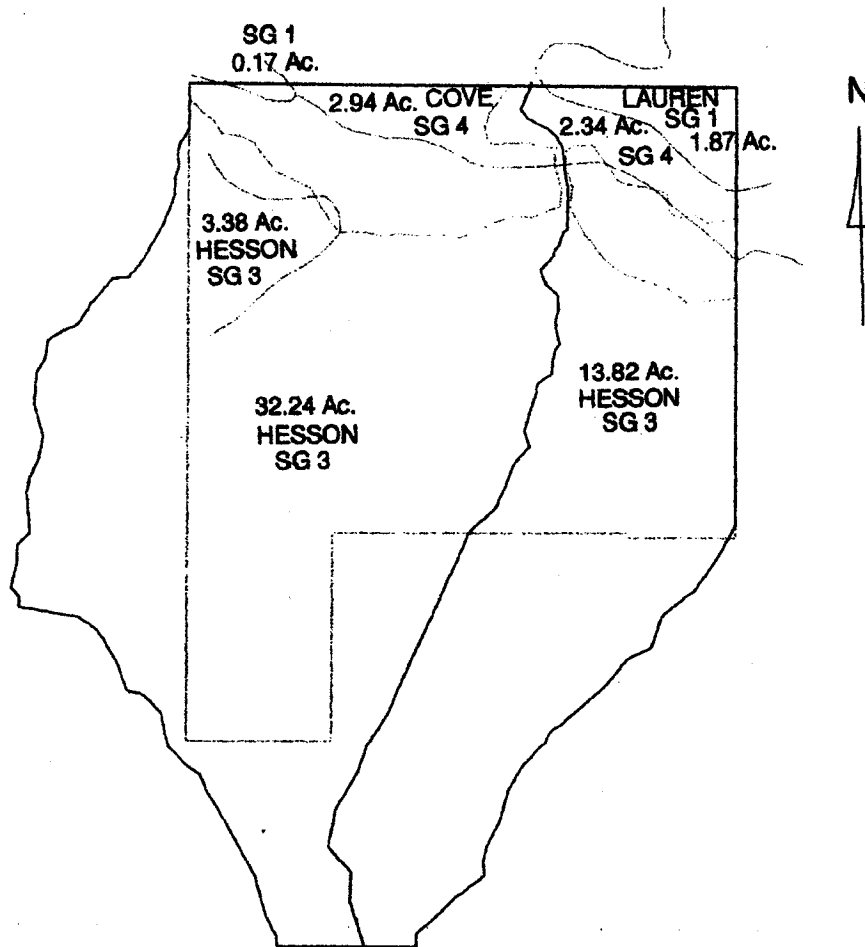 SG 1
0.17 Ac.
2.94 Ac. COVE
SG 4
LAUREN
SG 1
1.87 Ac.
2.34 Ac.
SG 4
N
3.38 Ac.
HESSON
SG 3
32.24 Ac.
HESSON
SG 3
13.82 Ac.
HESSON
SG 3